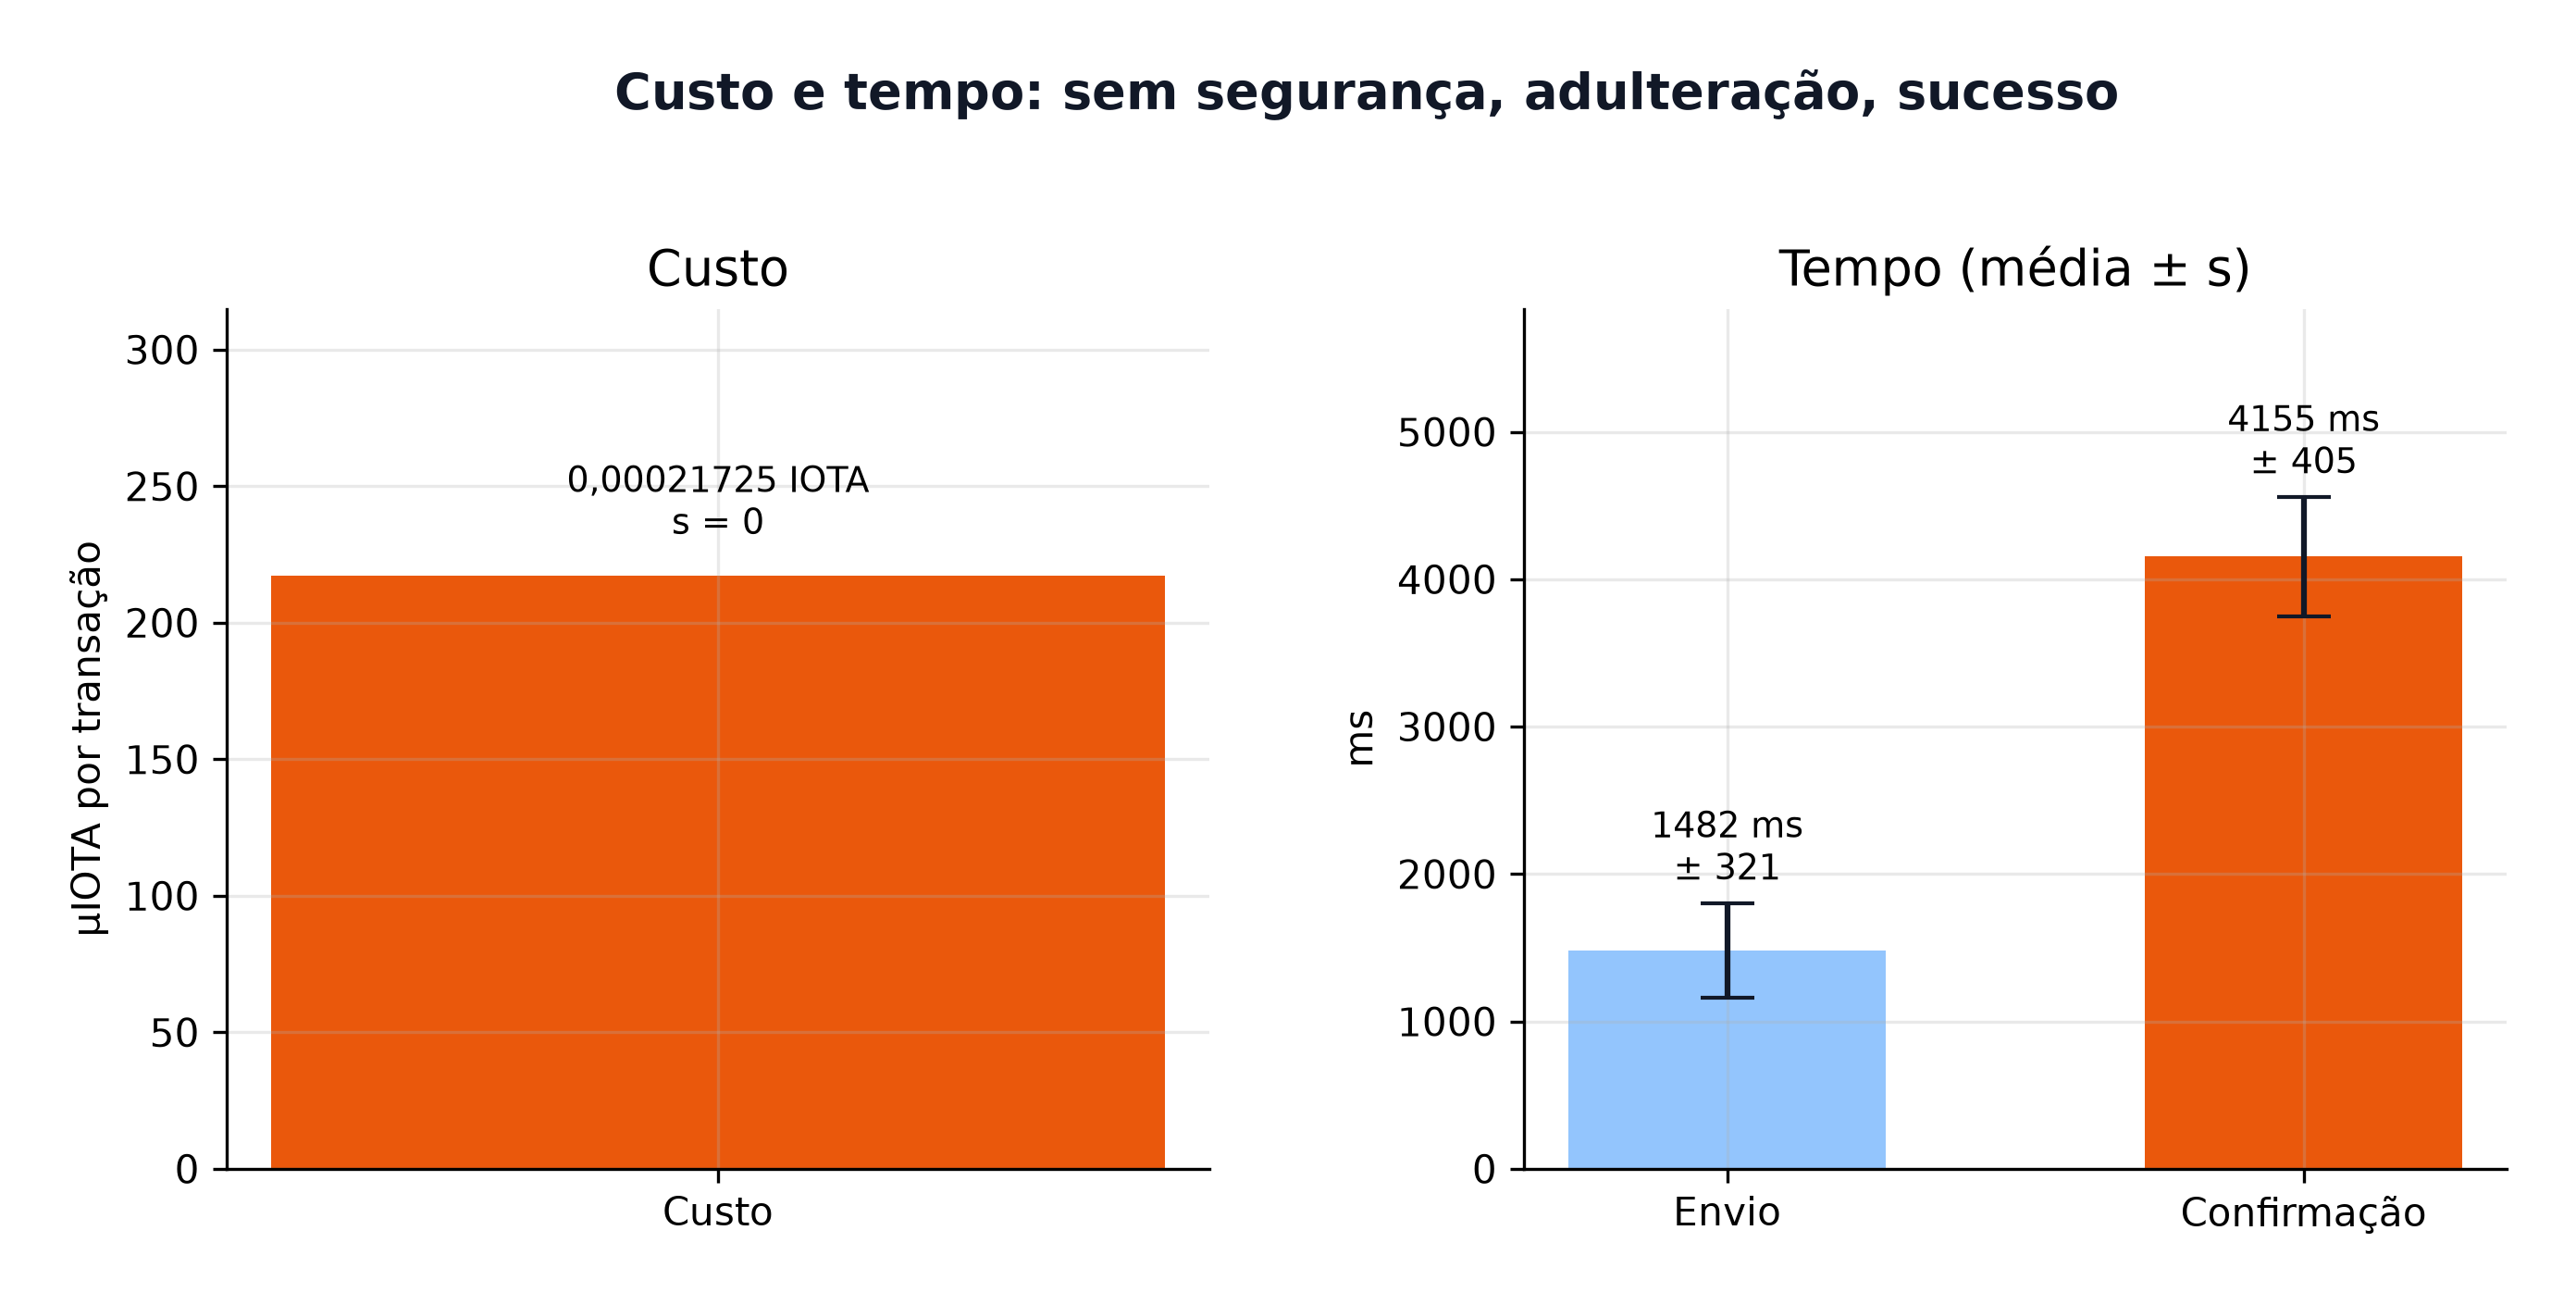 Custo e tempo: sem segurança, adulteração, sucesso
Custo
µIOTA por transação
300
250
200
150
100
50
0
0,00021725 IOTA
s = 0
Custo
Tempo (média ± s)
ms
5000
4000
3000
2000
1000
0
1482 ms
± 321
4155 ms
± 405
Envio
Confirmação